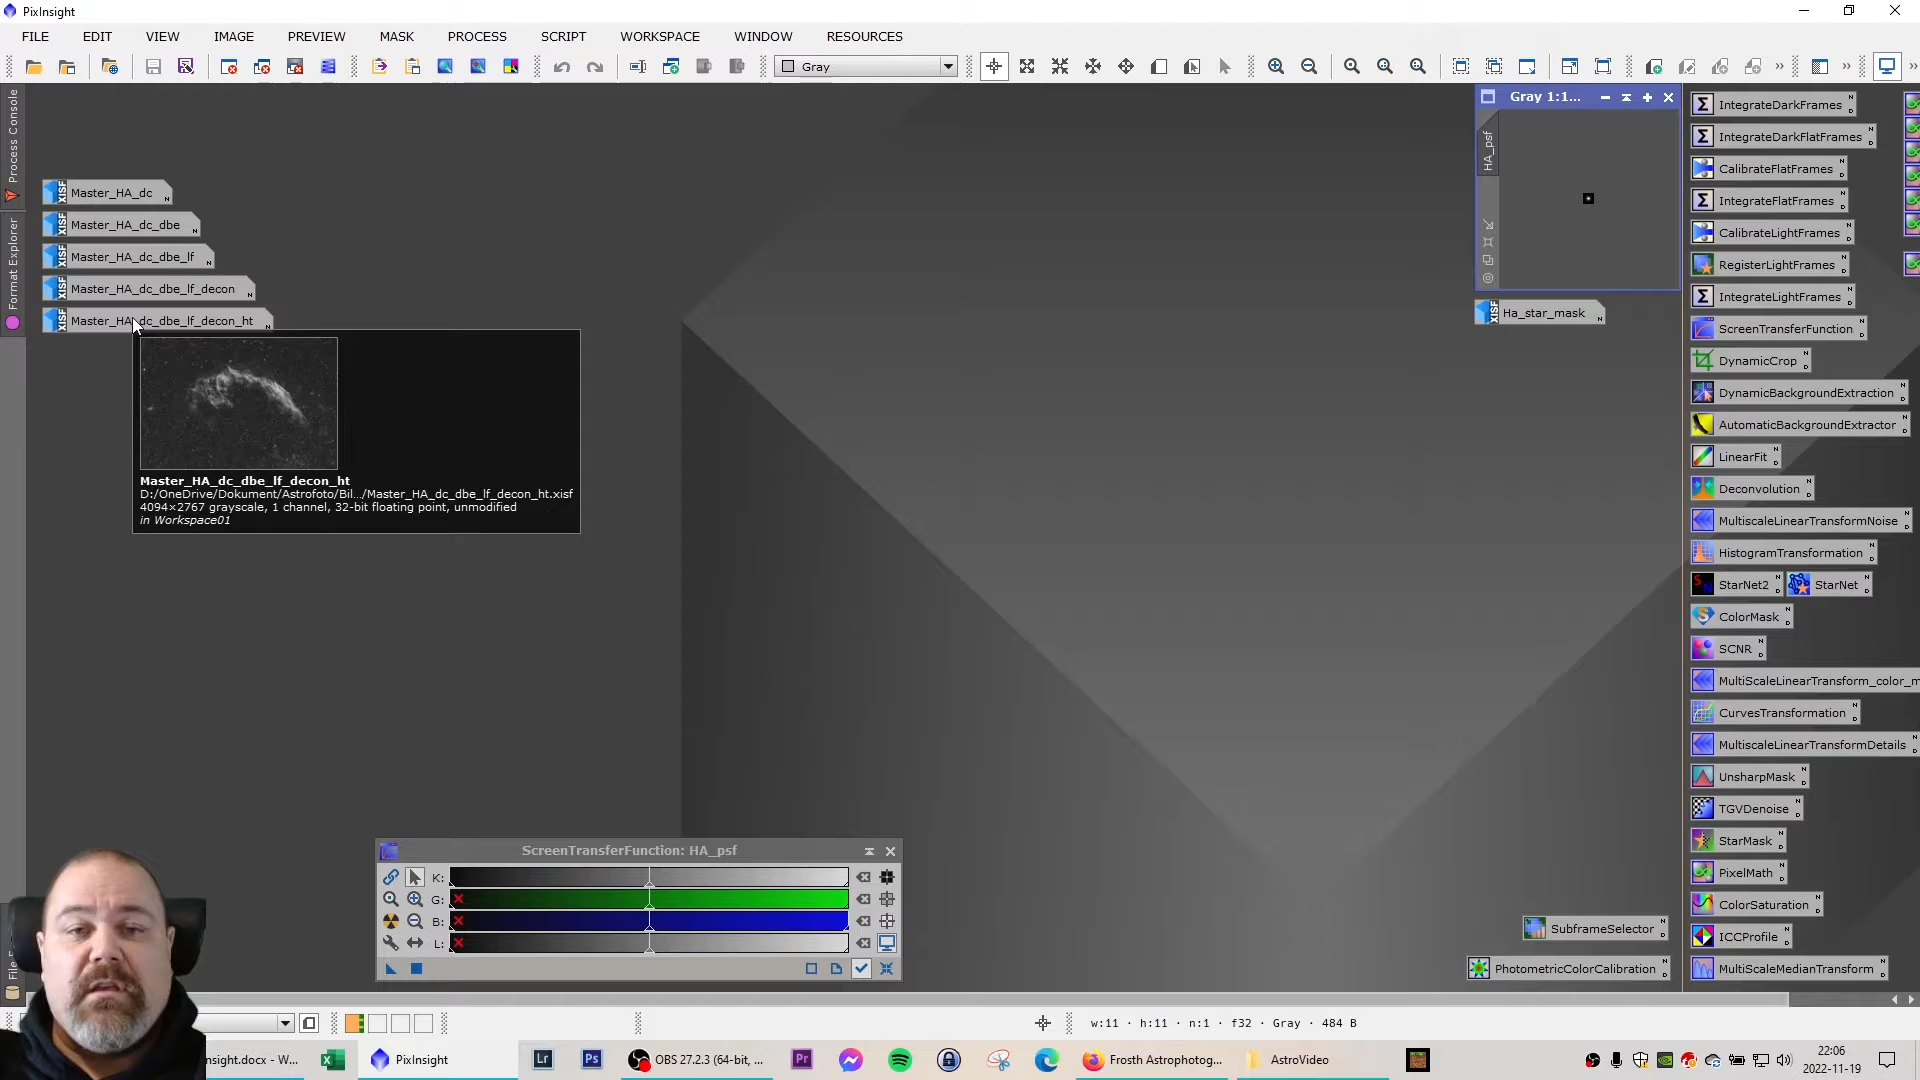 PixInsight
FILE EDIT VIEW IMAGE PREVIEW MASK PROCESS SCRIPT WORKSPACE WINDOW RESOURCES
Gray
Process Console
Format Explorer
Master_HA_dc
Master_HA_dc_dbe
Master_HA_dc_dbe_lf
Master_HA_dc_dbe_lf_decon
Master_HA_dc_dbe_lf_decon_ht
Master_HA_dc_dbe_lf_decon_ht
D:/OneDrive/Dokument/Astrofoto/Bil.../Master_HA_dc_dbe_lf_decon_ht.xisf
4094×2767 grayscale, 1 channel, 32-bit floating point, unmodified
in Workspace01
Gray 1:1...
HA_psf
Ha_star_mask
IntegrateDarkFrames
IntegrateDarkFlatFrames
CalibrateFlatFrames
IntegrateFlatFrames
CalibrateLightFrames
RegisterLightFrames
IntegrateLightFrames
ScreenTransferFunction
DynamicCrop
DynamicBackgroundExtraction
AutomaticBackgroundExtractor
LinearFit
Deconvolution
MultiscaleLinearTransformNoise
HistogramTransformation
StarNet2 StarNet
ColorMask
SCNR
MultiScaleLinearTransform_color_m
CurvesTransformation
MultiscaleLinearTransformDetails
UnsharpMask
TGVDenoise
StarMask
PixelMath
ColorSaturation
ICCProfile
MultiScaleMedianTransform
SubframeSelector
PhotometricColorCalibration
ScreenTransferFunction: HA_psf
K:
G:
B:
L:
w:11 · h:11 · n:1 · f32 · Gray · 484 B
nsight.docx - W...
PixInsight
OBS 27.2.3 (64-bit, ...
Frosth Astrophotog...
AstroVideo
22:06
2022-11-19